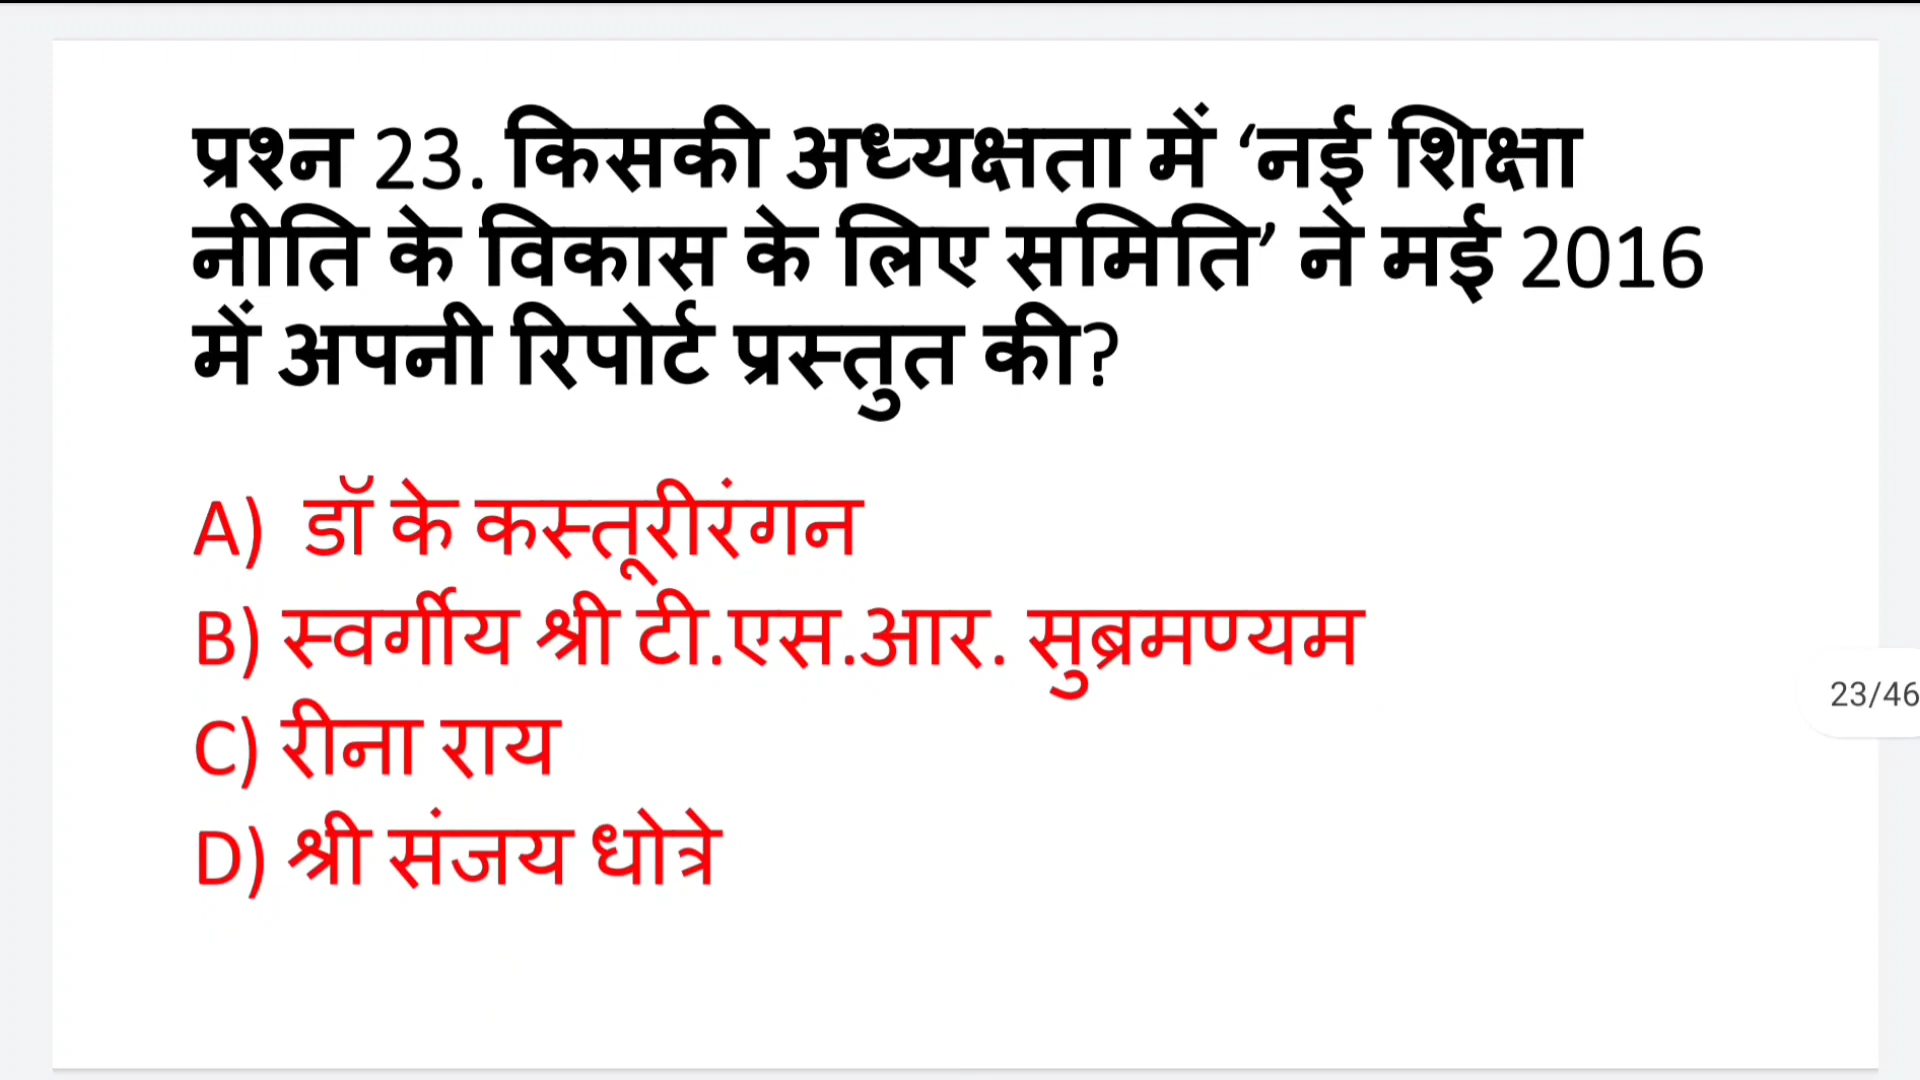 प्रश्न 23. किसकी अध्यक्षता में ‘नई शिक्षा
नीति के विकास के लिए समिति’ ने मई 2016
में अपनी रिपोर्ट प्रस्तुत की?
A) डॉ के कस्तूरीरंगन
B) स्वर्गीय श्री टी.एस.आर. सुब्रमण्यम
C) रीना राय
D) श्री संजय धोत्रे
23/46